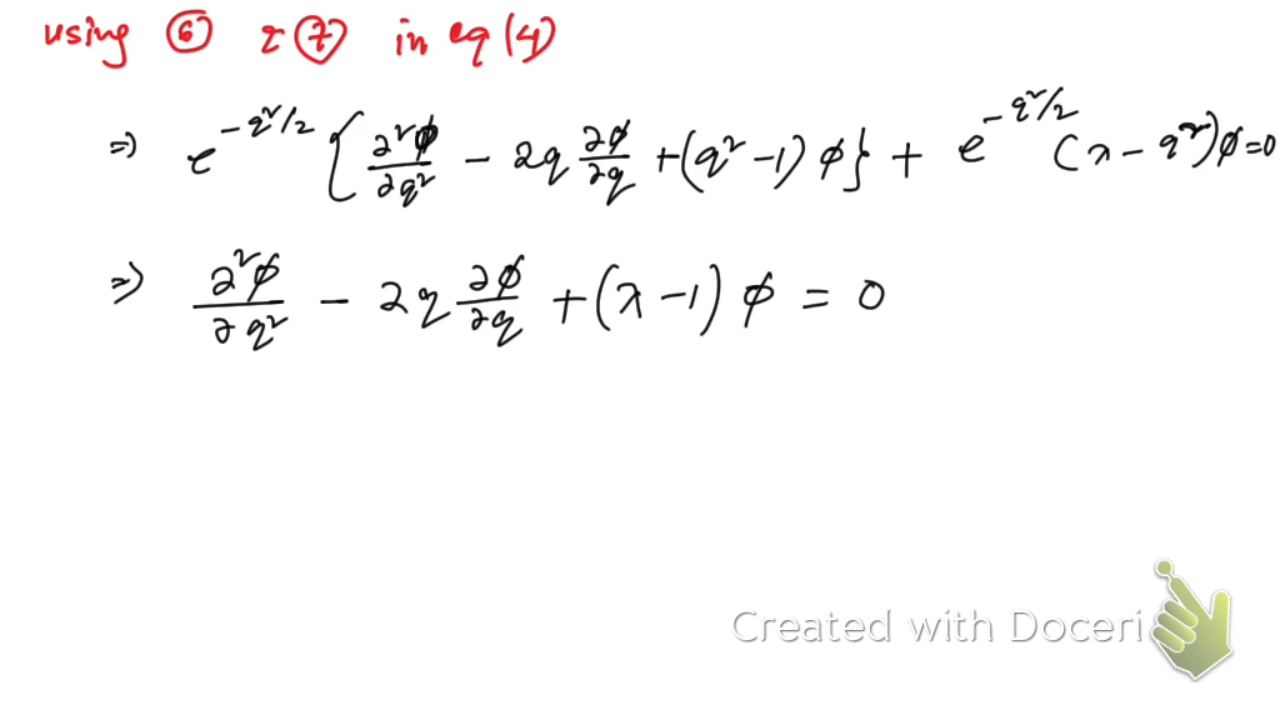 using ⑥ & ⑦ in eq (4)
⇒ e^{-q²/2} { ∂²ϕ/∂q² − 2q ∂ϕ/∂q + (q² − 1) ϕ } + e^{-q²/2} (λ − q²) ϕ = 0
⇒ ∂²ϕ/∂q² − 2q ∂ϕ/∂q + (λ − 1) ϕ = 0
Created with Doceri